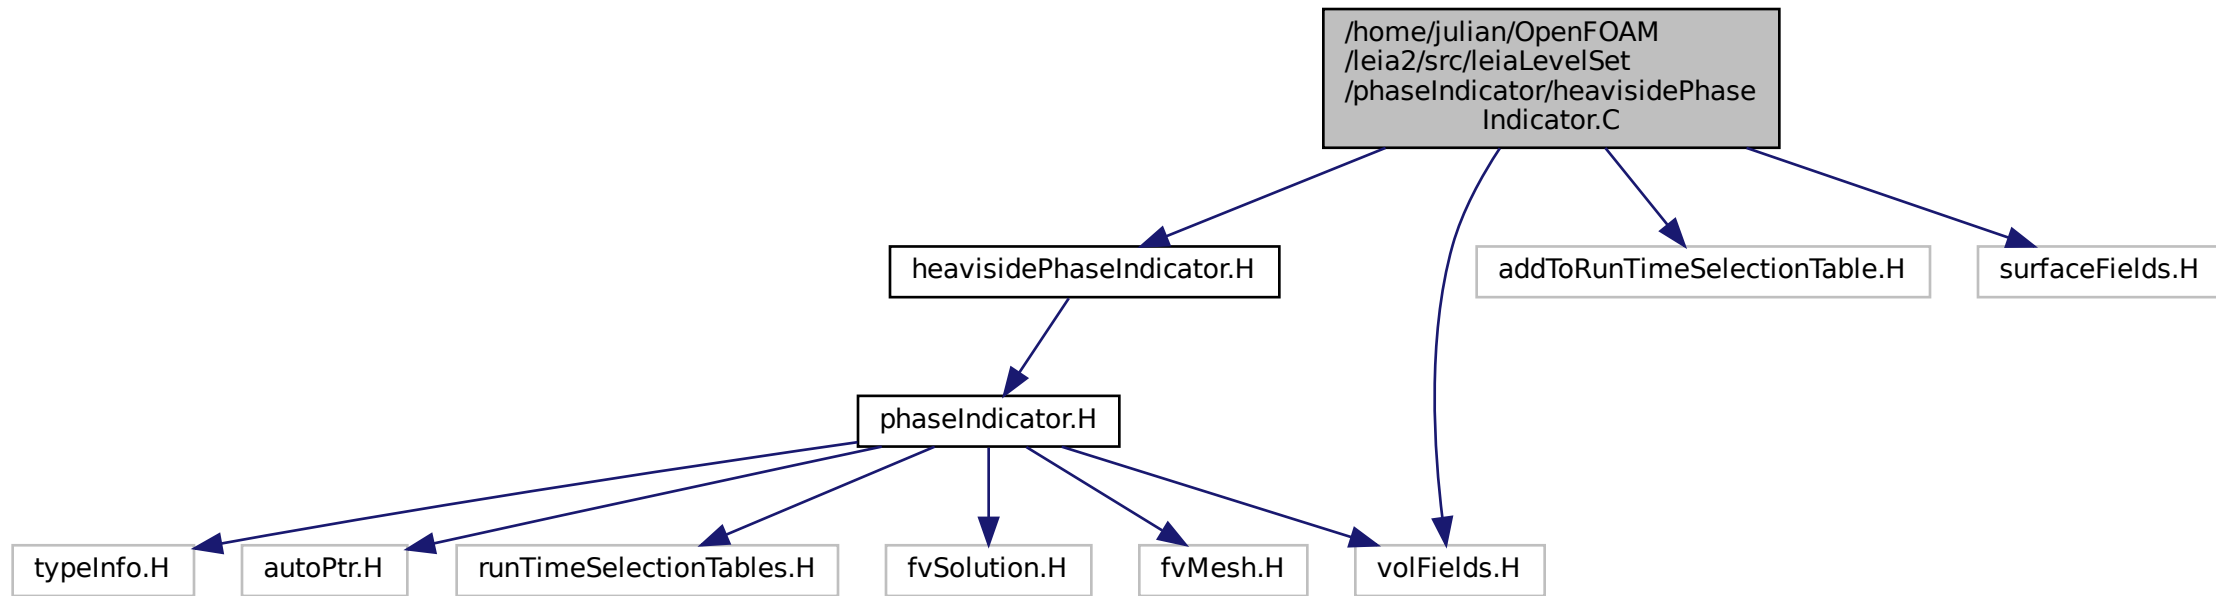 /home/julian/OpenFOAM
/leia2/src/leiaLevelSet
/phaseIndicator/heavisidePhase
Indicator.C
heavisidePhaseIndicator.H
addToRunTimeSelectionTable.H
surfaceFields.H
phaseIndicator.H
typeInfo.H
autoPtr.H
runTimeSelectionTables.H
fvSolution.H
fvMesh.H
volFields.H